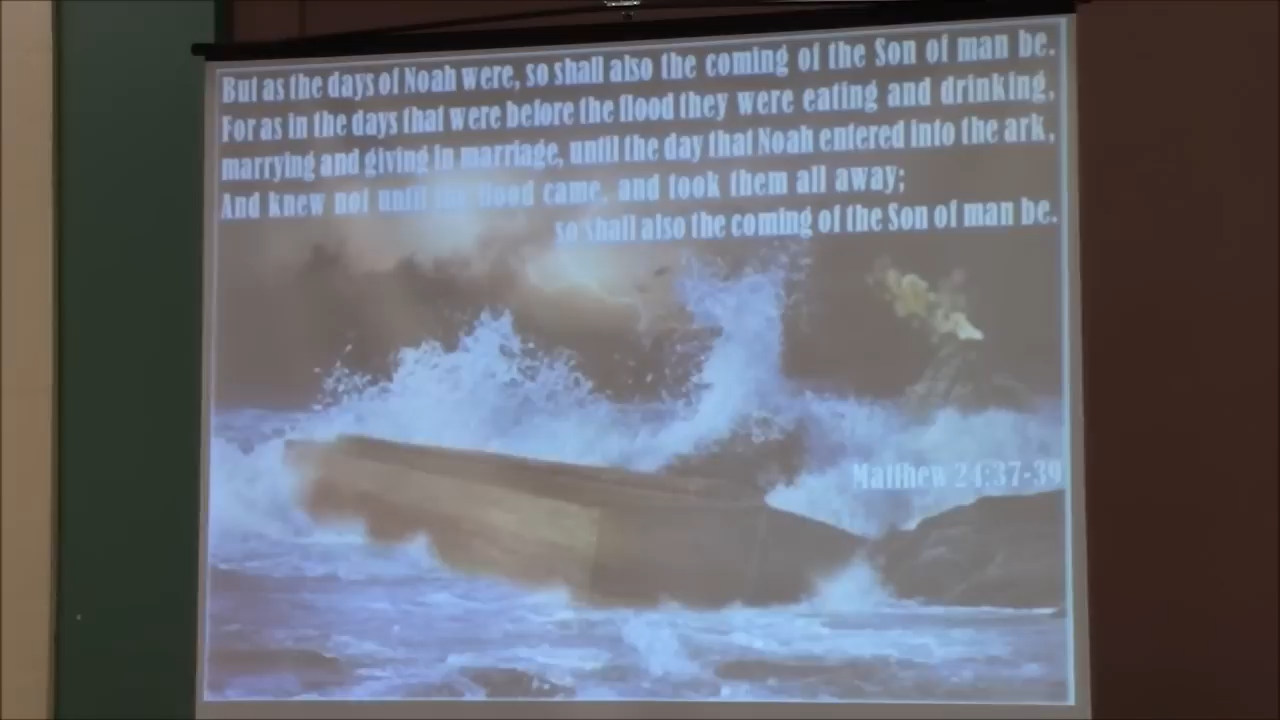 But as the days of Noah were, so shall also the coming of the Son of man be.
For as in the days that were before the flood they were eating and drinking,
marrying and giving in marriage, until the day that Noah entered into the ark,
And knew not until the flood came, and took them all away;
so shall also the coming of the Son of man be.
Matthew 24:37-39